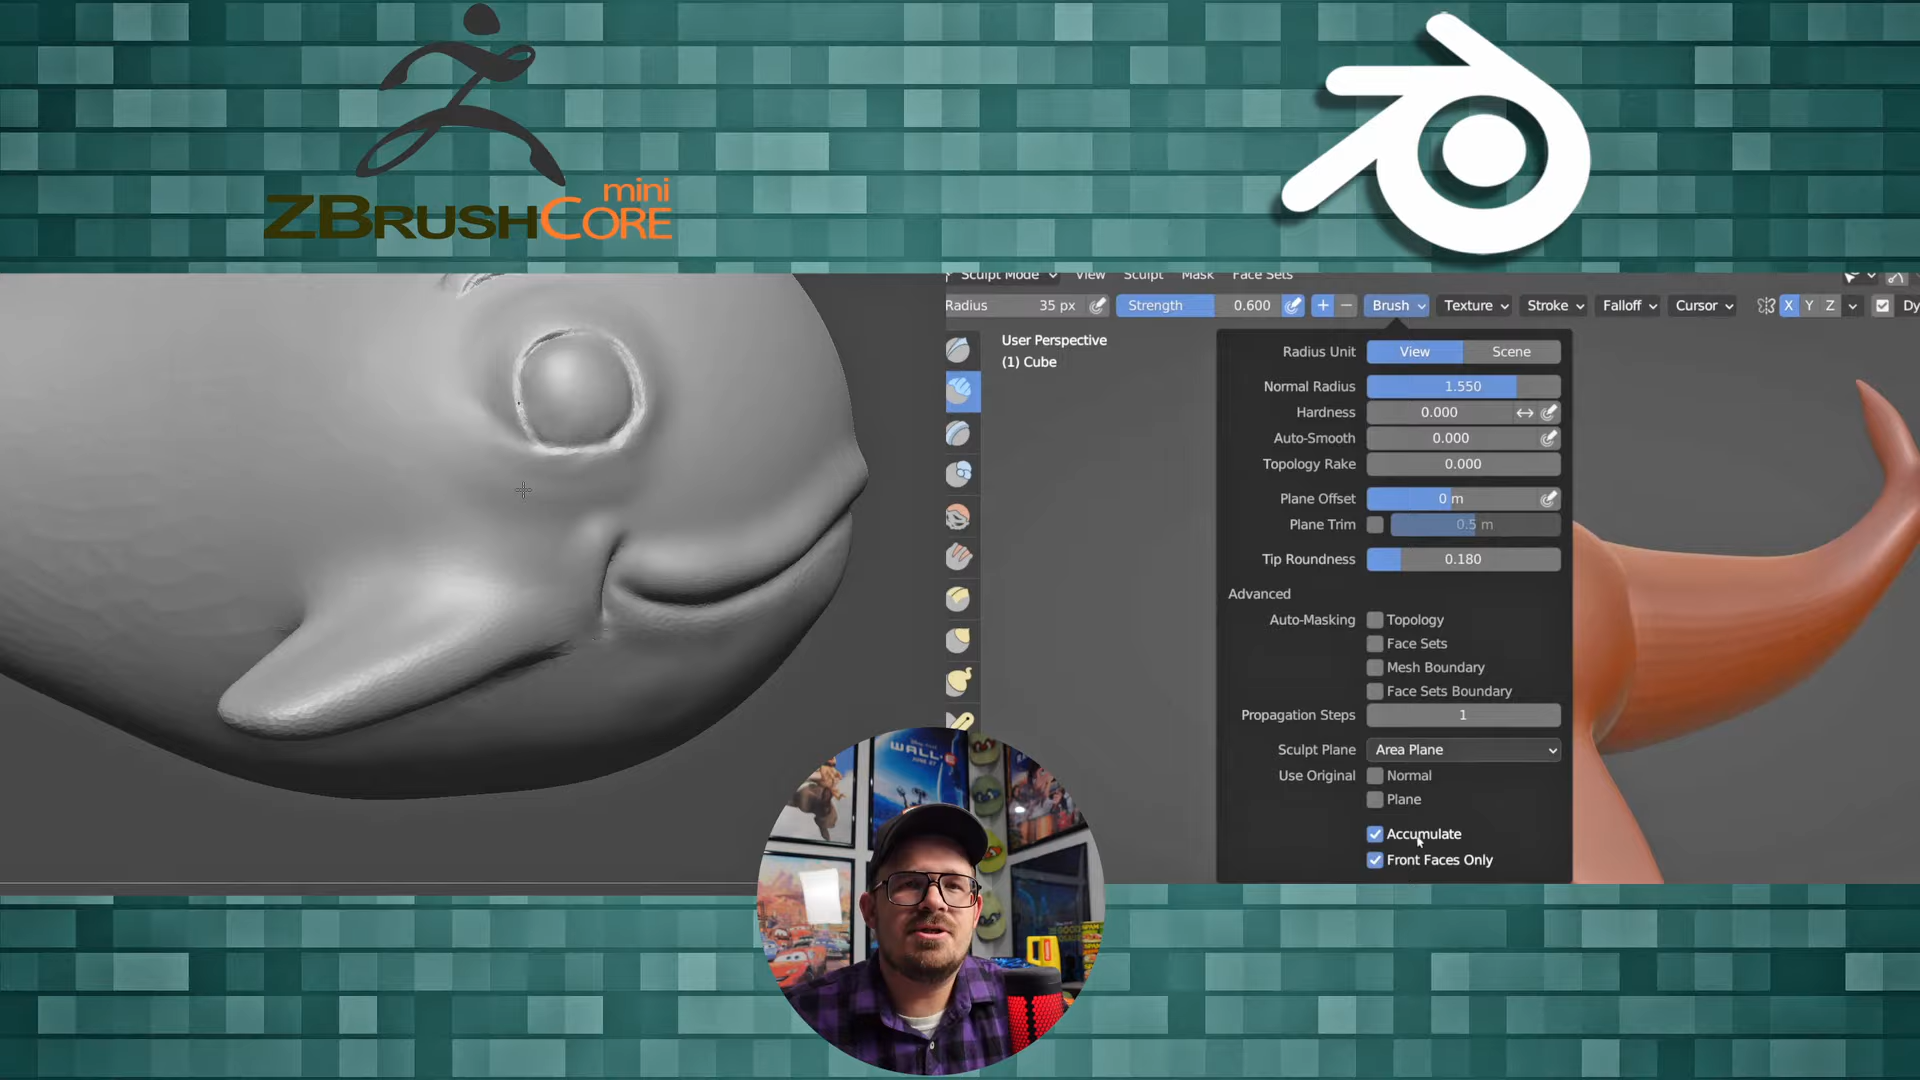 mini
ZBRUSHCORE
Sculpt Mode View Sculpt Mask Face Sets
Radius 35 px Strength 0.600 + − Brush Texture Stroke Falloff Cursor X Y Z Dy
User Perspective
(1) Cube
Radius Unit View Scene
Normal Radius 1.550
Hardness 0.000
Auto-Smooth 0.000
Topology Rake 0.000
Plane Offset 0 m
Plane Trim 0.5 m
Tip Roundness 0.180
Advanced
Auto-Masking Topology
Face Sets
Mesh Boundary
Face Sets Boundary
Propagation Steps 1
Sculpt Plane Area Plane
Use Original Normal
Plane
Accumulate
Front Faces Only
WALL